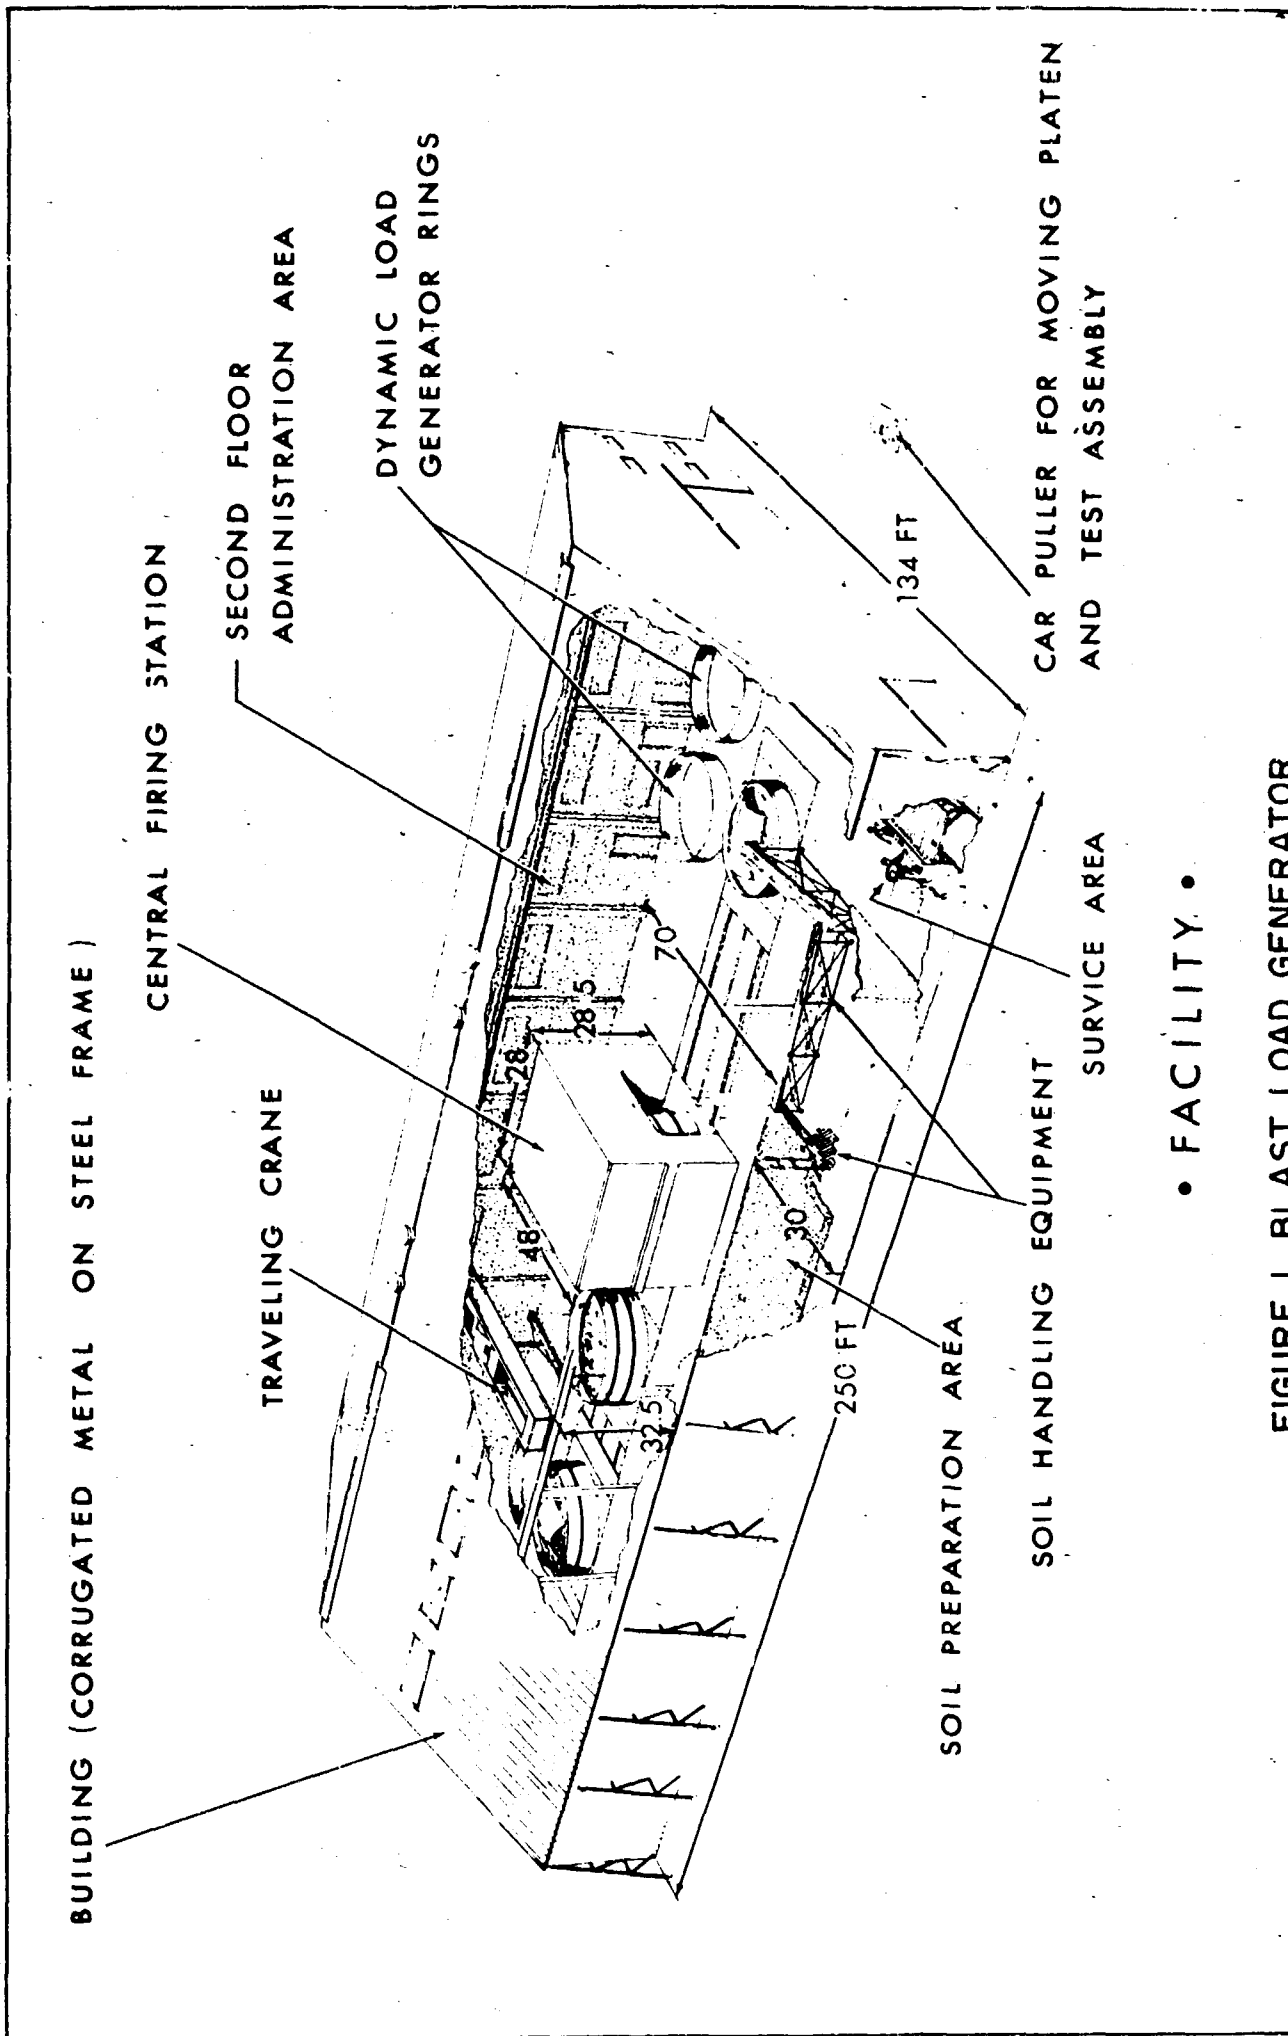 BUILDING (CORRUGATED METAL ON STEEL FRAME)
CENTRAL FIRING STATION
SECOND FLOOR
ADMINISTRATION AREA
TRAVELING CRANE
DYNAMIC LOAD
GENERATOR RINGS
28
28.5
48
70
32.5
30
134 FT
250 FT
CAR PULLER FOR MOVING PLATEN
AND TEST ASSEMBLY
SURVICE AREA
SOIL PREPARATION AREA
SOIL HANDLING EQUIPMENT
• FACILITY •
FIGURE I BLAST LOAD GENERATOR